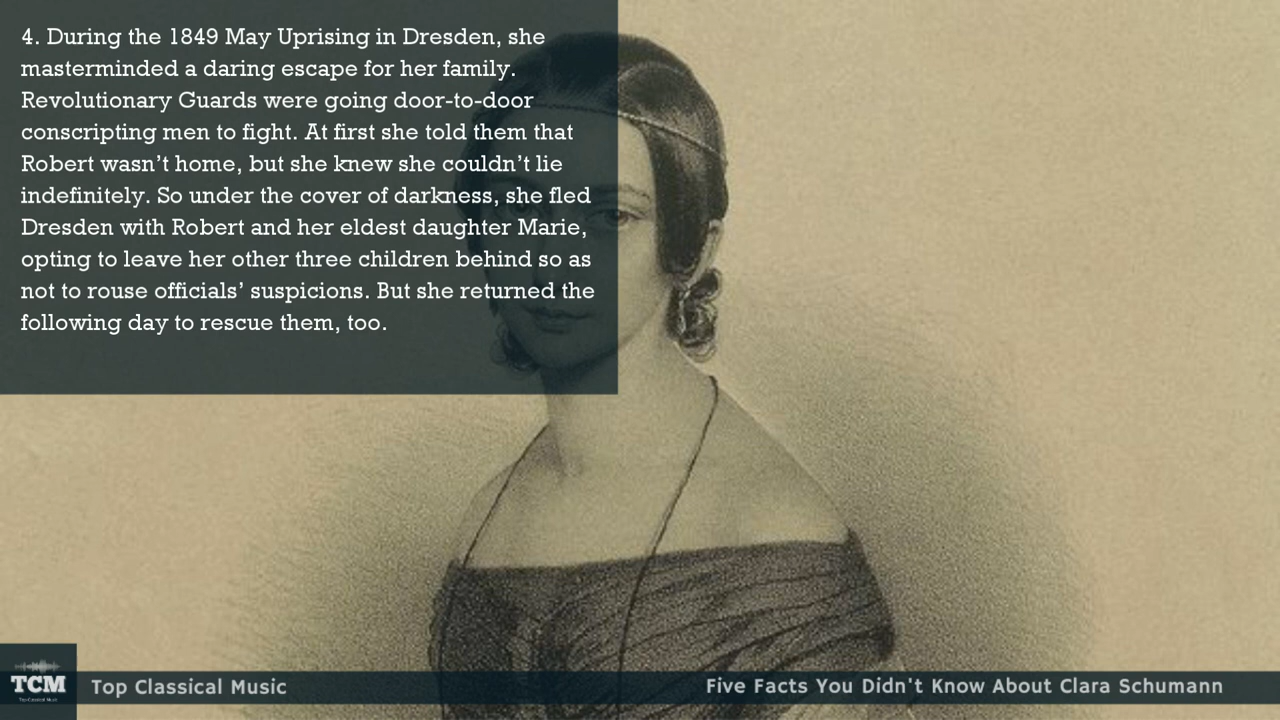 4. During the 1849 May Uprising in Dresden, she
masterminded a daring escape for her family.
Revolutionary Guards were going door-to-door
conscripting men to fight. At first she told them that
Robert wasn't home, but she knew she couldn't lie
indefinitely. So under the cover of darkness, she fled
Dresden with Robert and her eldest daughter Marie,
opting to leave her other three children behind so as
not to rouse officials' suspicions. But she returned the
following day to rescue them, too.
TCM
Top Classical Music
Top Classical Music
Five Facts You Didn't Know About Clara Schumann